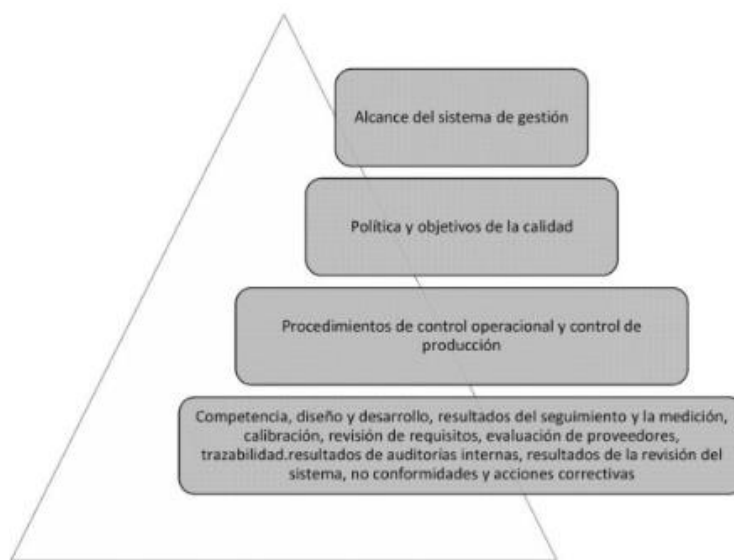 Alcance del sistema de gestión
Política y objetivos de la calidad
Procedimientos de control operacional y control de
producción
Competencia, diseño y desarrollo, resultados del seguimiento y la medición,
calibración, revisión de requisitos, evaluación de proveedores,
trazabilidad.resultados de auditorías internas, resultados de la revisión del
sistema, no conformidades y acciones correctivas